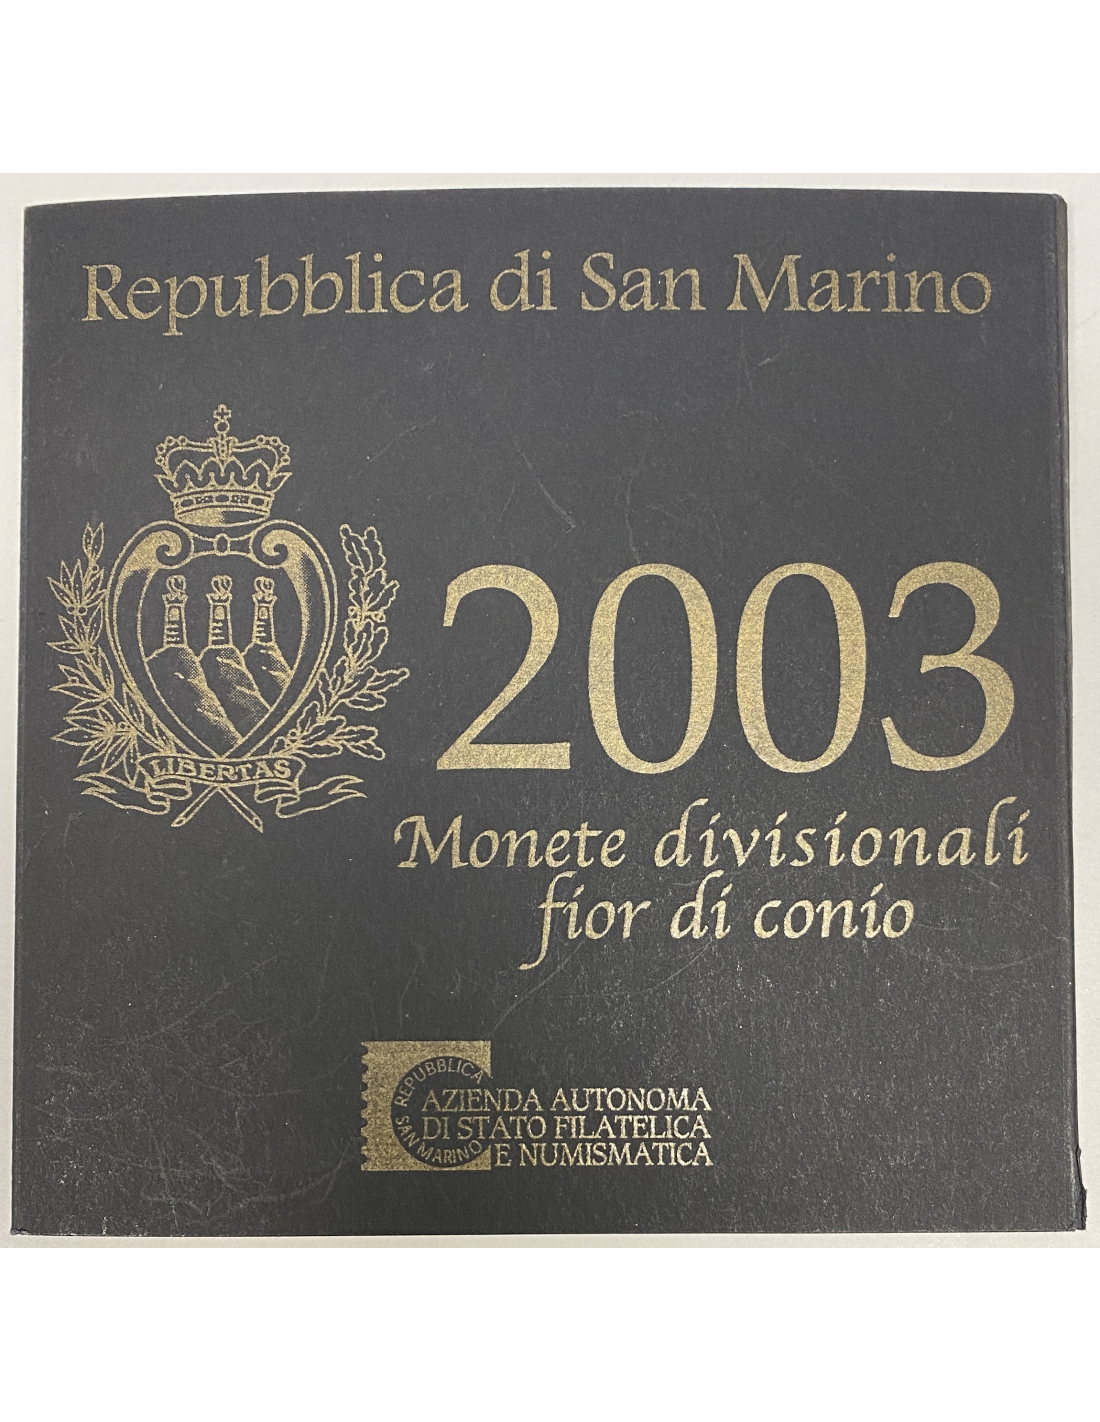 Repubblica di San Marino
LIBERTAS
2003
Monete divisionali
fior di conio
REPUBBLICA
SAN MARINO
AZIENDA AUTONOMA
DI STATO FILATELICA
E NUMISMATICA